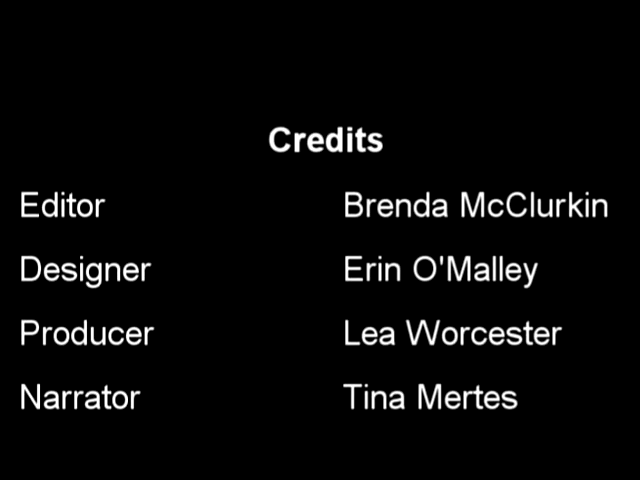 Credits
Editor Brenda McClurkin
Designer Erin O'Malley
Producer Lea Worcester
Narrator Tina Mertes